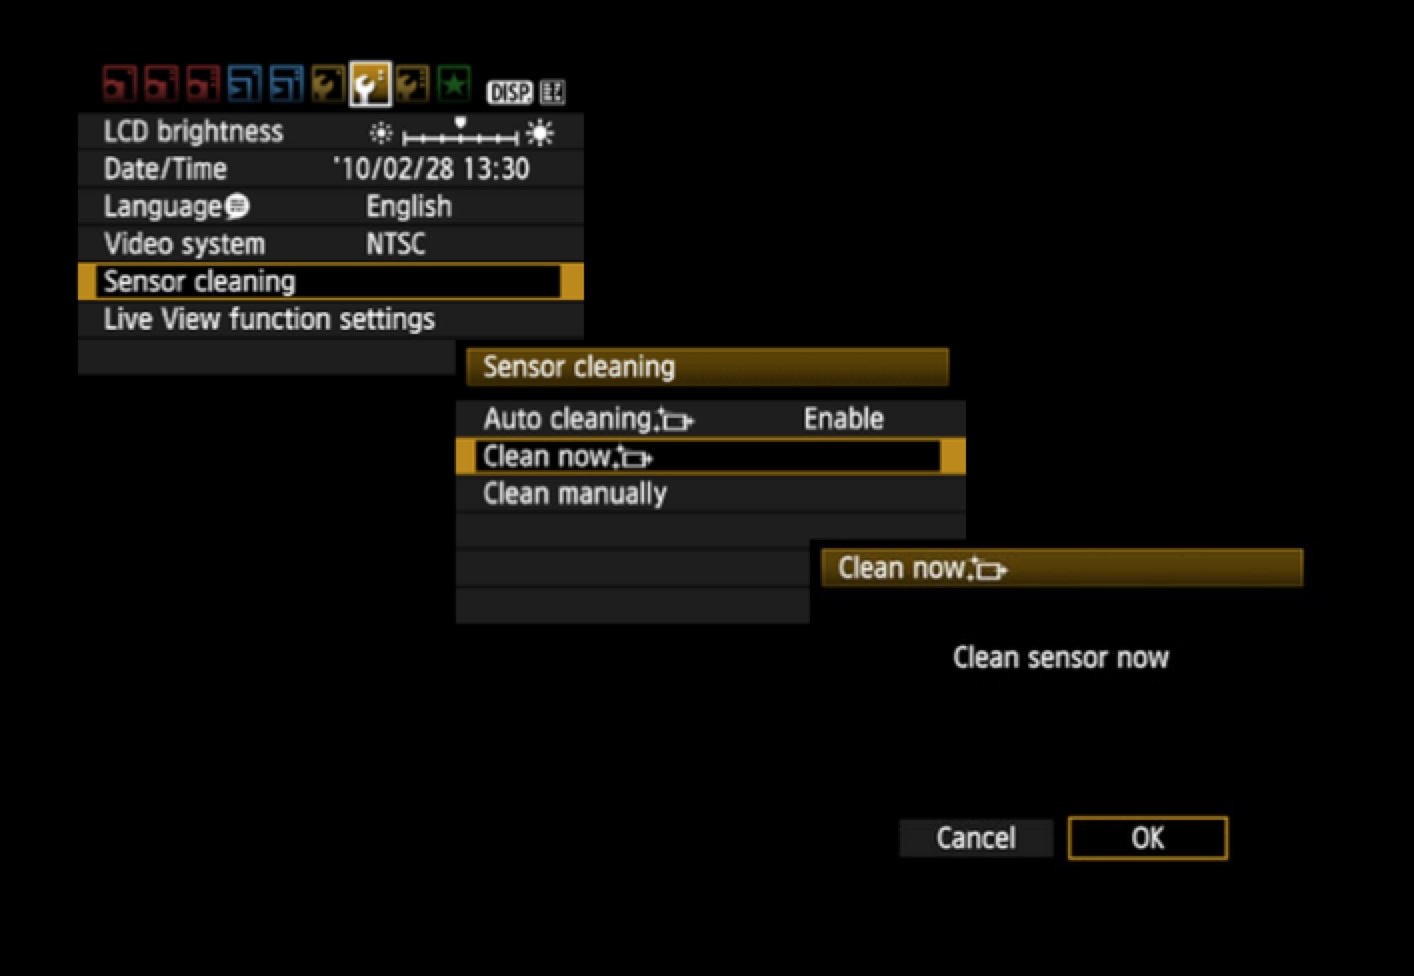 DISP.
LCD brightness
Date/Time '10/02/28 13:30
Language English
Video system NTSC
Sensor cleaning
Live View function settings
Sensor cleaning
Auto cleaning Enable
Clean now
Clean manually
Clean now
Clean sensor now
Cancel OK